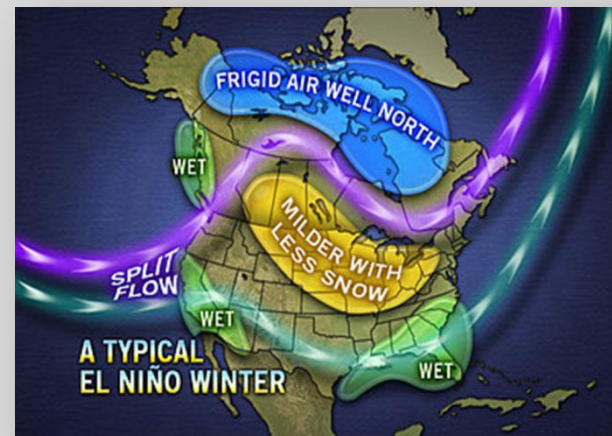 FRIGID AIR WELL NORTH
WET
MILDER WITH
LESS SNOW
SPLIT
FLOW
WET
WET
A TYPICAL
EL NIÑO WINTER